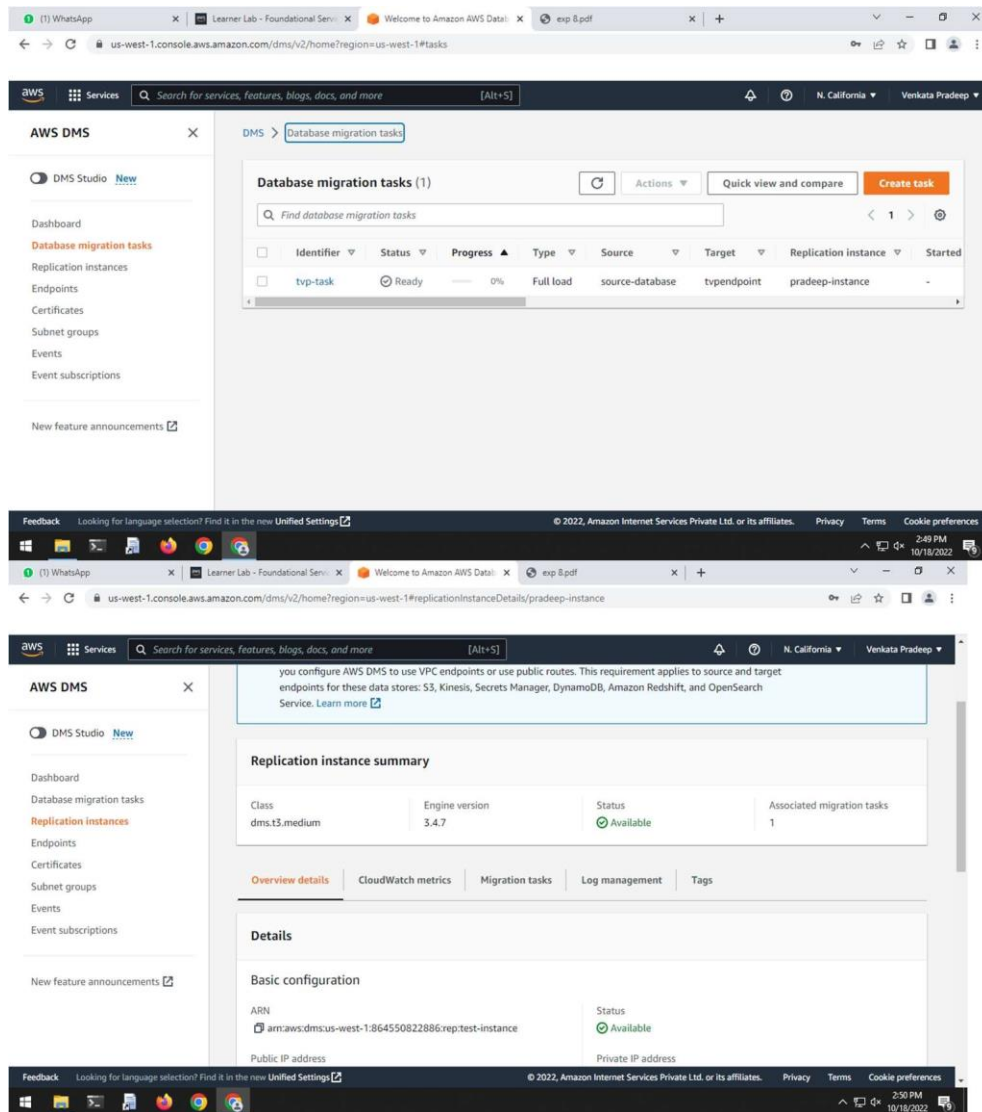 (1) WhatsApp
Learner Lab - Foundational Servi
Welcome to Amazon AWS Datab
exp 8.pdf
us-west-1.console.aws.amazon.com/dms/v2/home?region=us-west-1#tasks
aws Services Search for services, features, blogs, docs, and more [Alt+S] N. California Venkata Pradeep
AWS DMS
DMS Studio New
Dashboard
Database migration tasks
Replication instances
Endpoints
Certificates
Subnet groups
Events
Event subscriptions
New feature announcements
DMS > Database migration tasks
Database migration tasks (1) Actions Quick view and compare Create task
Find database migration tasks < 1 >
Identifier Status Progress Type Source Target Replication instance Started
tvp-task Ready 0% Full load source-database tvpendpoint pradeep-instance -
Feedback Looking for language selection? Find it in the new Unified Settings © 2022, Amazon Internet Services Private Ltd. or its affiliates. Privacy Terms Cookie preferences
2:49 PM
10/18/2022
(1) WhatsApp
Learner Lab - Foundational Servi
Welcome to Amazon AWS Datab
exp 8.pdf
us-west-1.console.aws.amazon.com/dms/v2/home?region=us-west-1#replicationInstanceDetails/pradeep-instance
aws Services Search for services, features, blogs, docs, and more [Alt+S] N. California Venkata Pradeep
AWS DMS
DMS Studio New
Dashboard
Database migration tasks
Replication instances
Endpoints
Certificates
Subnet groups
Events
Event subscriptions
New feature announcements
you configure AWS DMS to use VPC endpoints or use public routes. This requirement applies to source and target
endpoints for these data stores: S3, Kinesis, Secrets Manager, DynamoDB, Amazon Redshift, and OpenSearch
Service. Learn more
Replication instance summary
Class Engine version Status Associated migration tasks
dms.t3.medium 3.4.7 Available 1
Overview details CloudWatch metrics Migration tasks Log management Tags
Details
Basic configuration
ARN Status
arn:aws:dms:us-west-1:864550822886:rep:test-instance Available
Public IP address Private IP address
Feedback Looking for language selection? Find it in the new Unified Settings © 2022, Amazon Internet Services Private Ltd. or its affiliates. Privacy Terms Cookie preferences
2:50 PM
10/18/2022